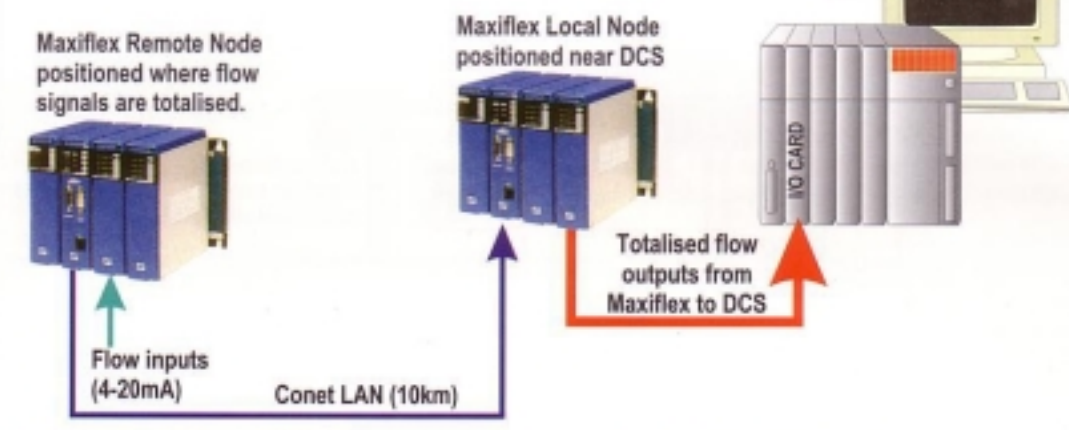 Maxiflex Remote Node
positioned where flow
signals are totalised.
Maxiflex Local Node
positioned near DCS
I/O CARD
Totalised flow
outputs from
Maxiflex to DCS
Flow inputs
(4-20mA)
Conet LAN (10km)